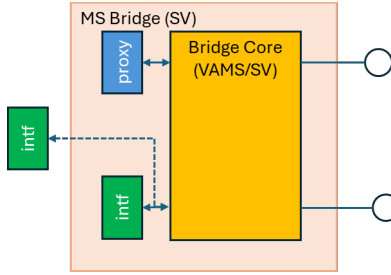 MS Bridge (SV)
proxy
Bridge Core
(VAMS/SV)
intf
intf